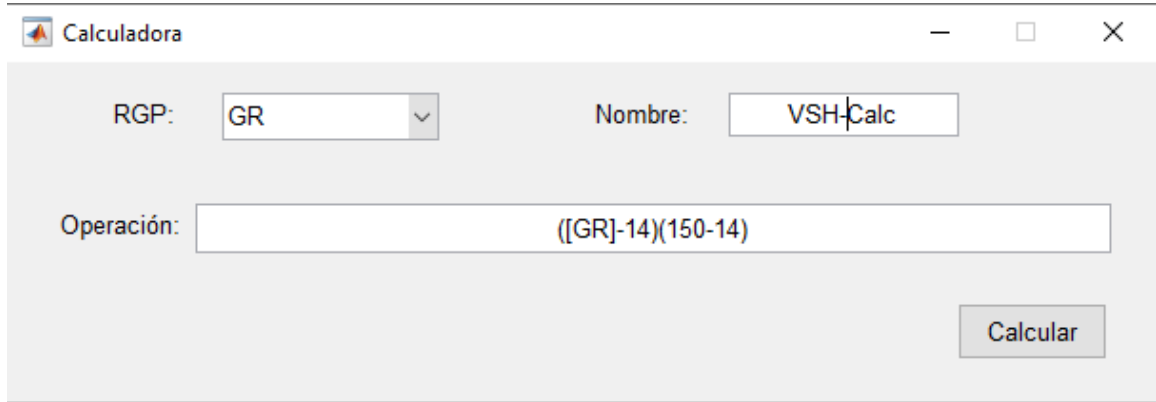 Calculadora
RGP: GR Nombre: VSH-Calc
Operación: ([GR]-14)(150-14)
Calcular